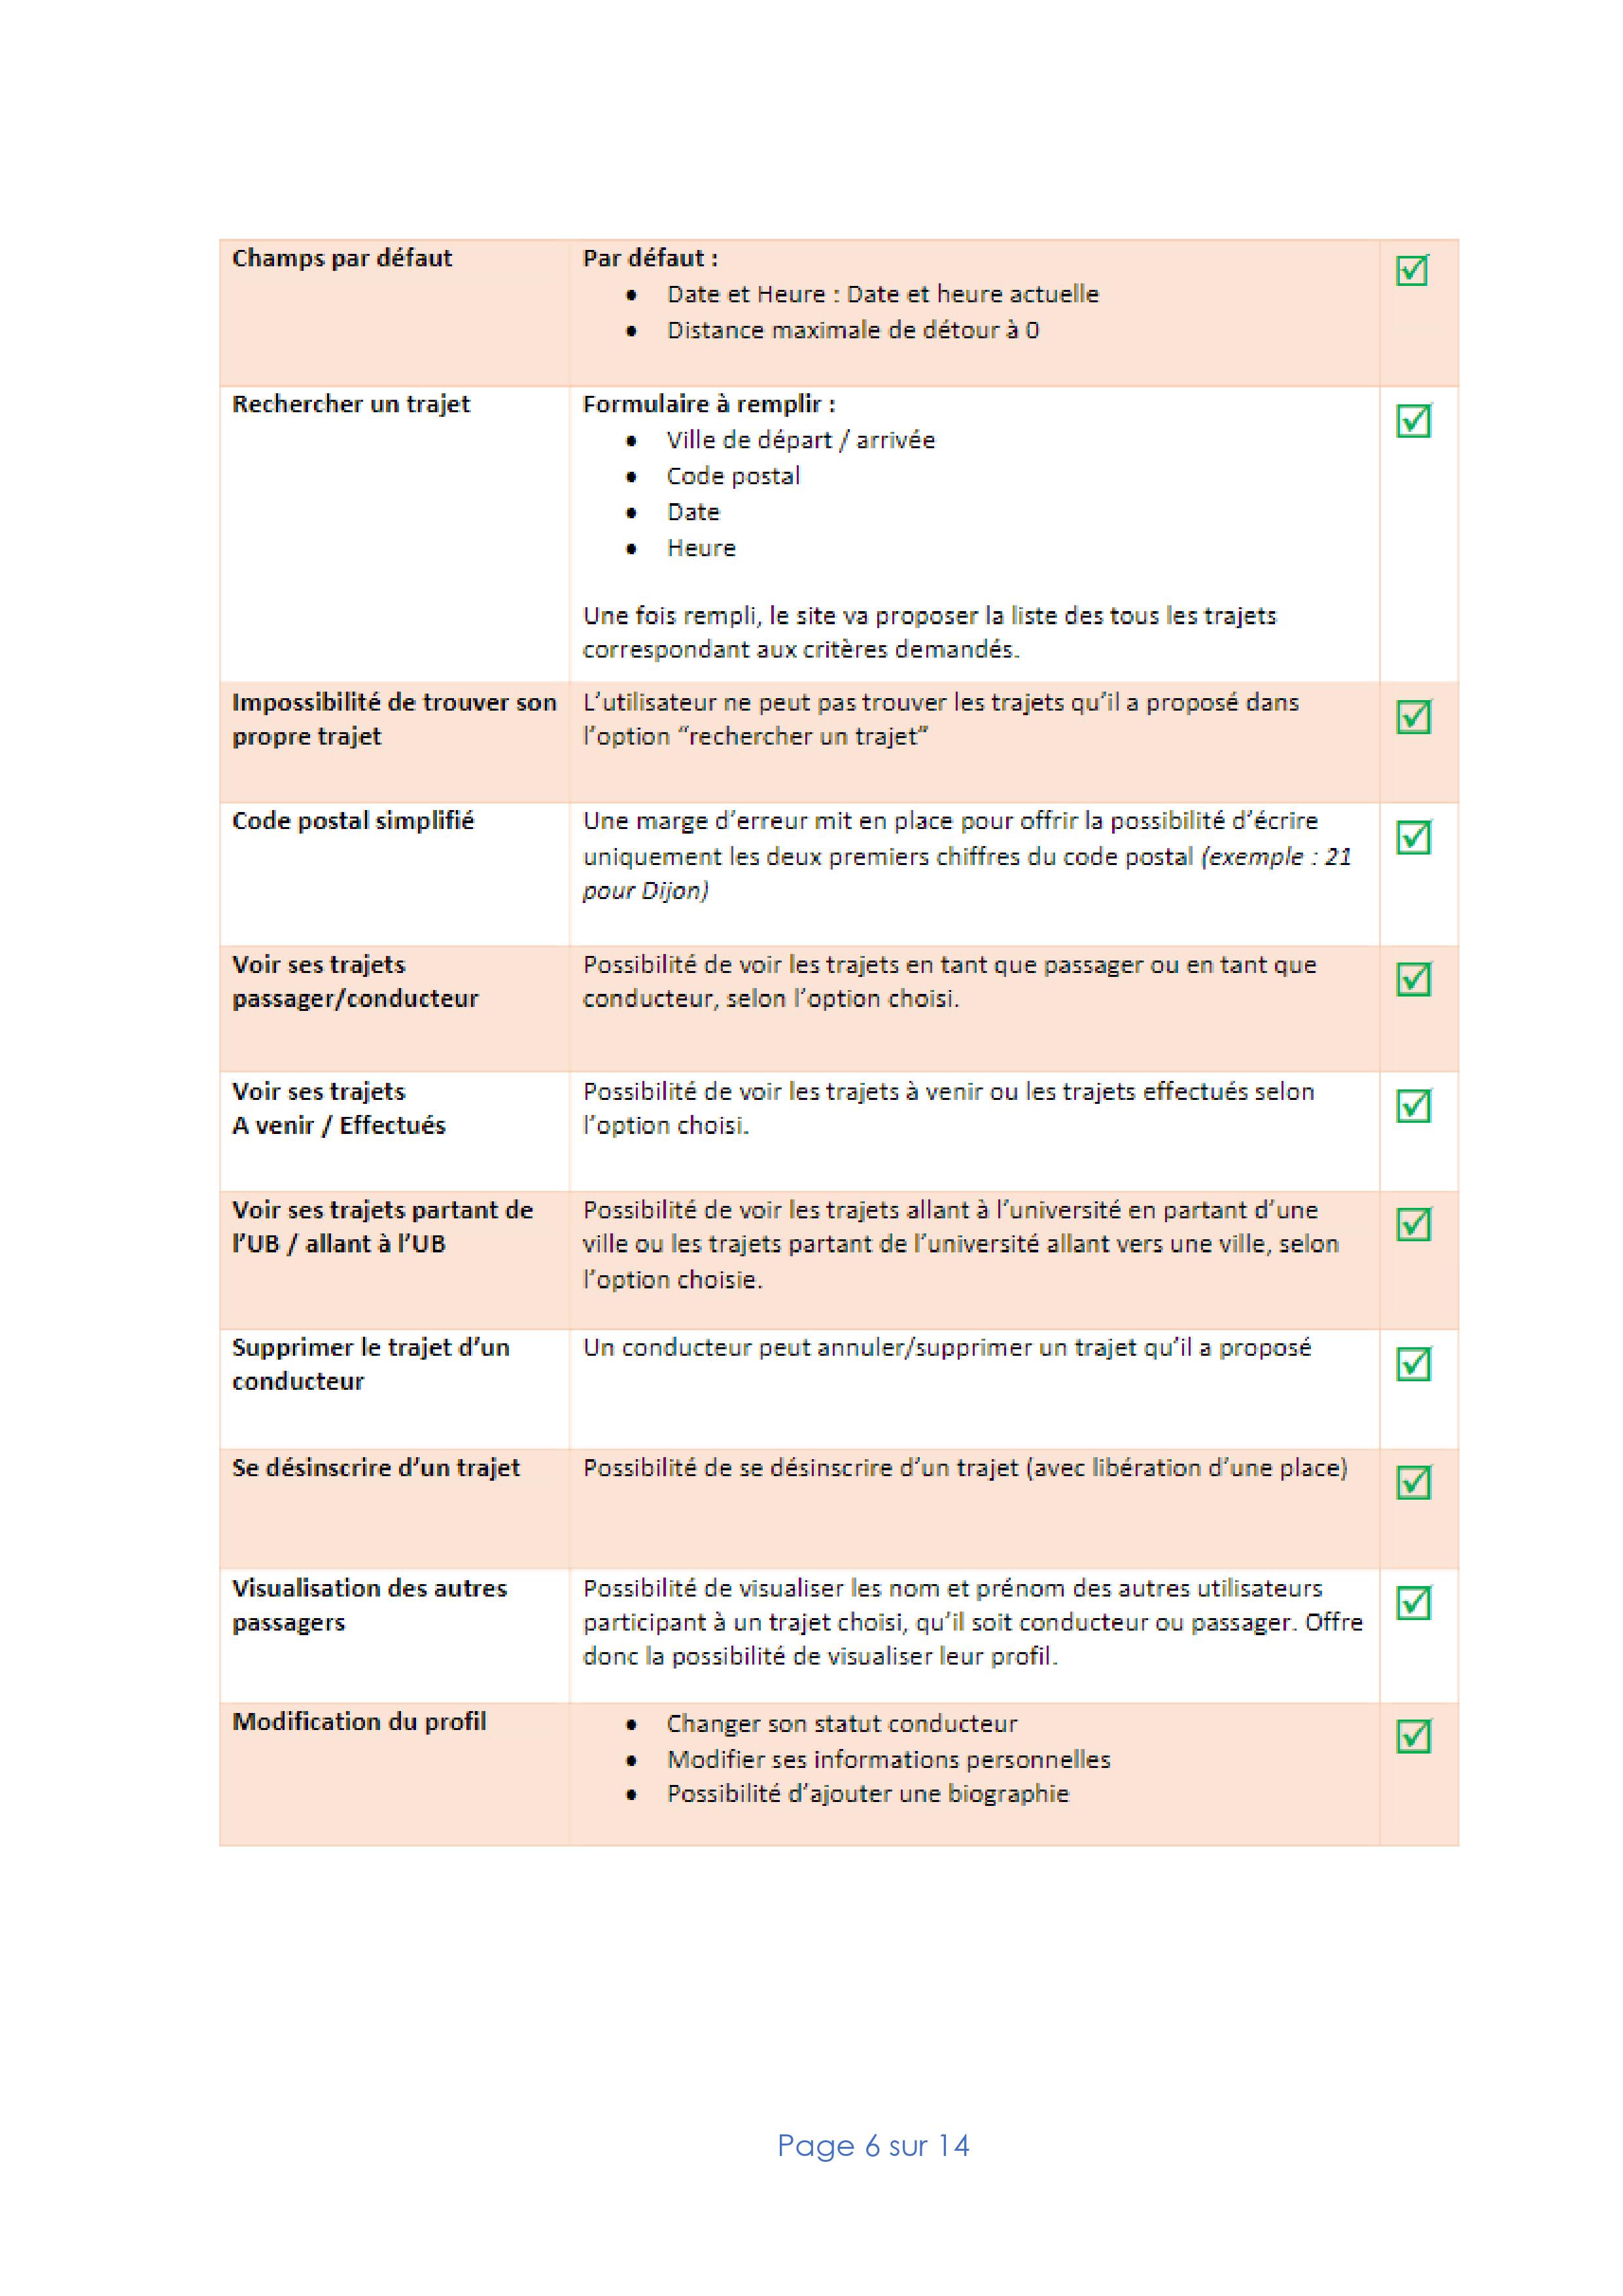 Champs par défaut
Par défaut :
• Date et Heure : Date et heure actuelle
• Distance maximale de détour à 0
☑
Rechercher un trajet
Formulaire à remplir :
• Ville de départ / arrivée
• Code postal
• Date
• Heure
Une fois rempli, le site va proposer la liste des tous les trajets
correspondant aux critères demandés.
☑
Impossibilité de trouver son
propre trajet
L’utilisateur ne peut pas trouver les trajets qu’il a proposé dans
l’option “rechercher un trajet”
☑
Code postal simplifié
Une marge d’erreur mit en place pour offrir la possibilité d’écrire
uniquement les deux premiers chiffres du code postal (exemple : 21
pour Dijon)
☑
Voir ses trajets
passager/conducteur
Possibilité de voir les trajets en tant que passager ou en tant que
conducteur, selon l’option choisi.
☑
Voir ses trajets
A venir / Effectués
Possibilité de voir les trajets à venir ou les trajets effectués selon
l’option choisi.
☑
Voir ses trajets partant de
l’UB / allant à l’UB
Possibilité de voir les trajets allant à l’université en partant d’une
ville ou les trajets partant de l’université allant vers une ville, selon
l’option choisie.
☑
Supprimer le trajet d’un
conducteur
Un conducteur peut annuler/supprimer un trajet qu’il a proposé
☑
Se désinscrire d’un trajet
Possibilité de se désinscrire d’un trajet (avec libération d’une place)
☑
Visualisation des autres
passagers
Possibilité de visualiser les nom et prénom des autres utilisateurs
participant à un trajet choisi, qu’il soit conducteur ou passager. Offre
donc la possibilité de visualiser leur profil.
☑
Modification du profil
• Changer son statut conducteur
• Modifier ses informations personnelles
• Possibilité d’ajouter une biographie
☑
Page 6 sur 14